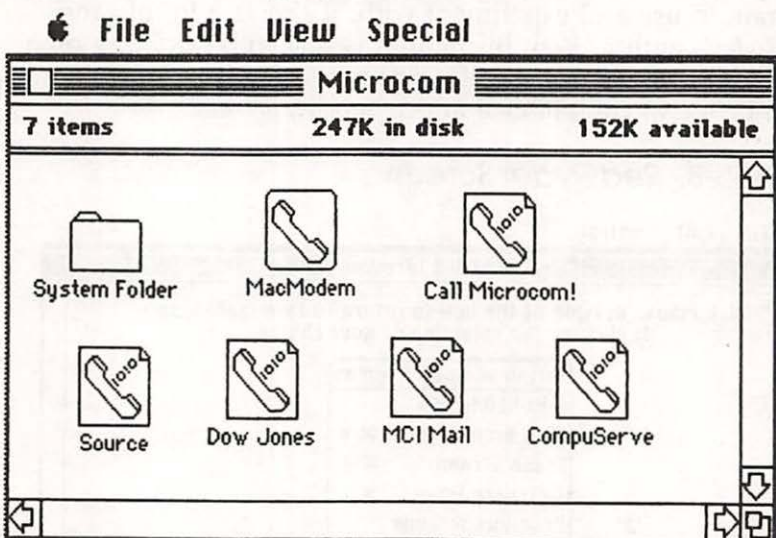 File Edit View Special
Microcom
7 items 247K in disk 152K available
System Folder MacModem Call Microcom!
Source Dow Jones MCI Mail CompuServe